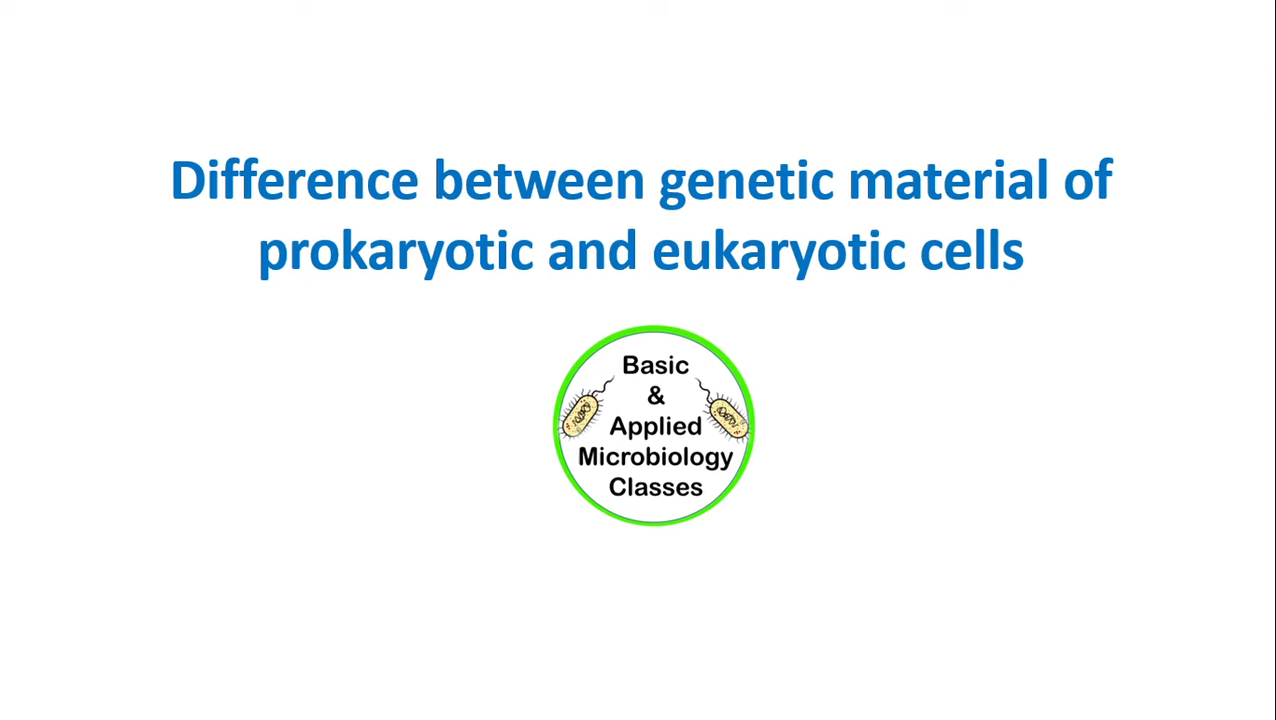 Difference between genetic material of
prokaryotic and eukaryotic cells
Basic
&
Applied
Microbiology
Classes